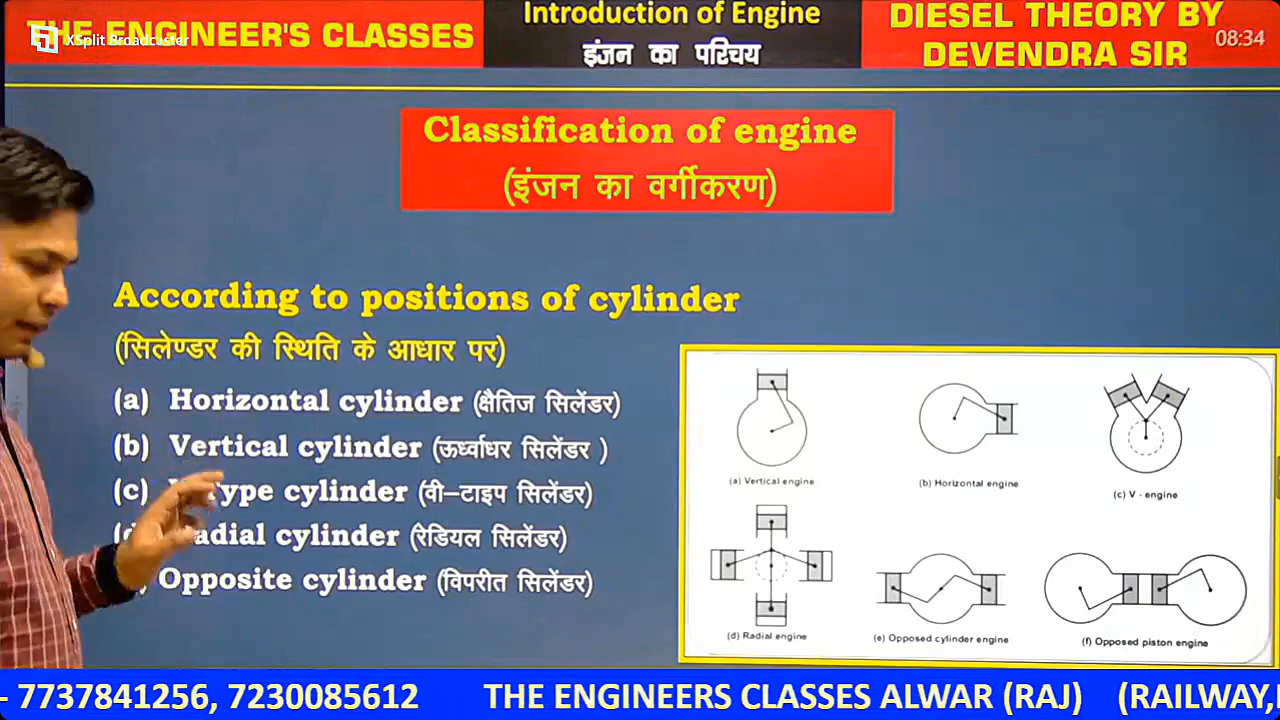 THE ENGINEER'S CLASSES
XSplit Broadcaster
Introduction of Engine
इंजन का परिचय
DIESEL THEORY BY
DEVENDRA SIR
08:34
Classification of engine
(इंजन का वर्गीकरण)
According to positions of cylinder
(सिलेण्डर की स्थिति के आधार पर)
(a) Horizontal cylinder (क्षैतिज सिलेंडर)
(b) Vertical cylinder (ऊर्ध्वाधर सिलेंडर )
(c) Type cylinder (वी–टाइप सिलेंडर)
cylinder (रेडियल सिलेंडर)
Opposite cylinder (विपरीत सिलेंडर)
(a) Vertical engine
(b) Horizontal engine
(c) V - engine
(d) Radial engine
(e) Opposed cylinder engine
(f) Opposed piston engine
- 7737841256, 7230085612 THE ENGINEERS CLASSES ALWAR (RAJ) (RAILWAY,